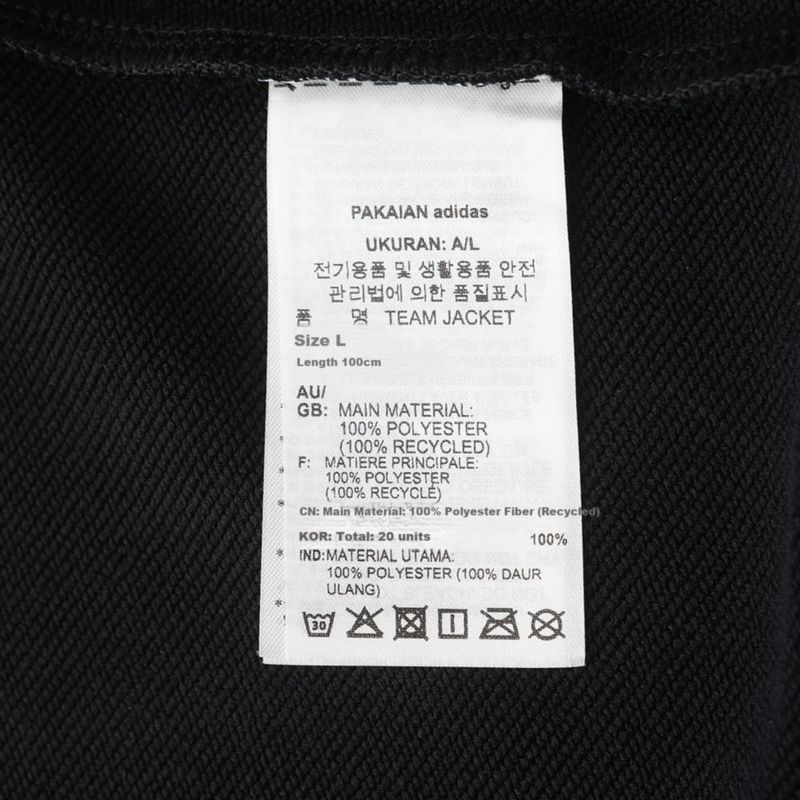 PAKAIAN adidas
UKURAN: A/L
전기용품 및 생활용품 안전
관리법에 의한 품질표시
품 명 TEAM JACKET
Size L
Length 100cm
AU/
GB: MAIN MATERIAL:
100% POLYESTER
(100% RECYCLED)
F: MATIERE PRINCIPALE:
100% POLYESTER
(100% RECYCLÉ)
CN: Main Material: 100% Polyester Fiber (Recycled)
KOR: Total: 20 units 100%
IND: MATERIAL UTAMA:
100% POLYESTER (100% DAUR
ULANG)
30